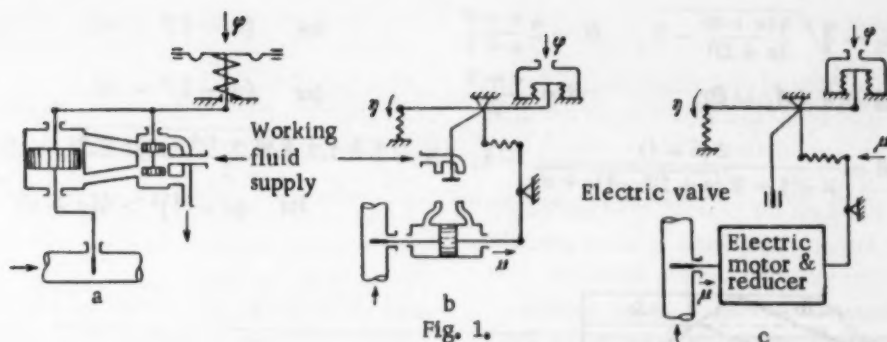 φ
φ
φ
η
η
Working
fluid
supply
μ
Electric valve
Electric
motor &
reducer
μ
μ
a
b
c
Fig. 1.